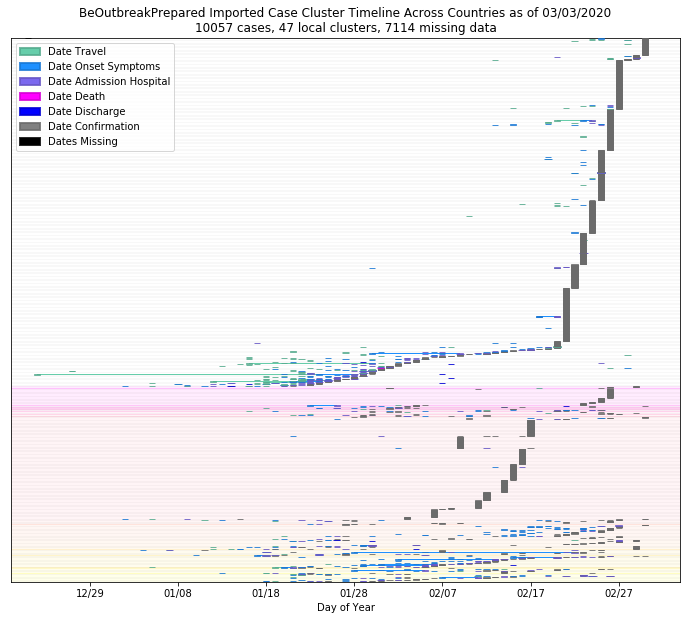 BeOutbreakPrepared Imported Case Cluster Timeline Across Countries as of 03/03/2020
10057 cases, 47 local clusters, 7114 missing data
Date Travel
Date Onset Symptoms
Date Admission Hospital
Date Death
Date Discharge
Date Confirmation
Dates Missing
12/29 01/08 01/18 01/28 02/07 02/17 02/27
Day of Year